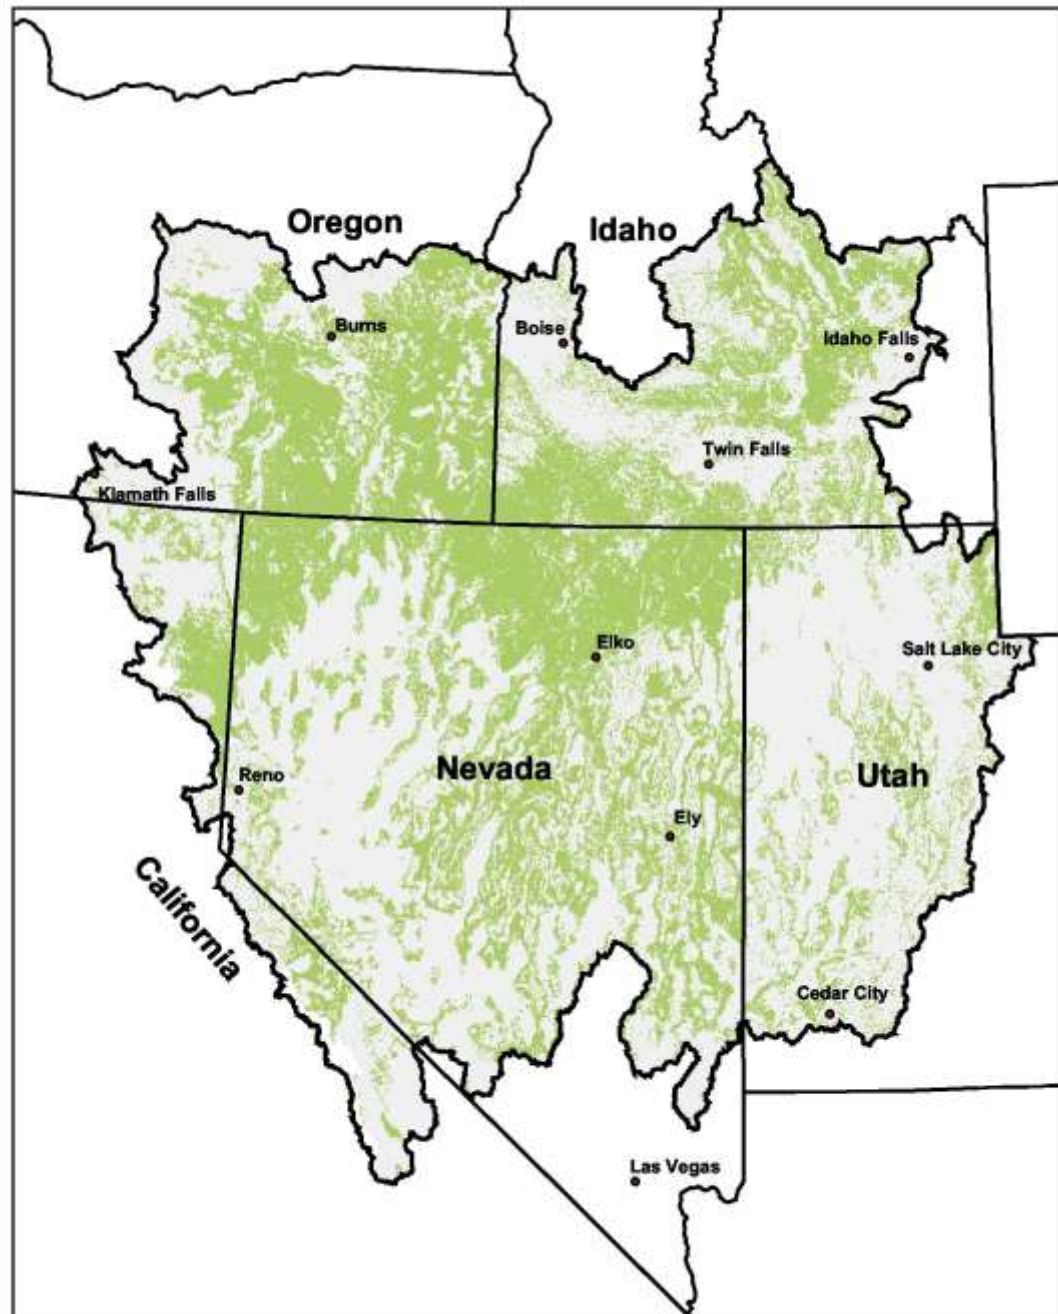 Oregon
Idaho
Burns
Boise
Idaho Falls
Twin Falls
Klamath Falls
Elko
Salt Lake City
Nevada
Utah
Reno
Ely
California
Cedar City
Las Vegas